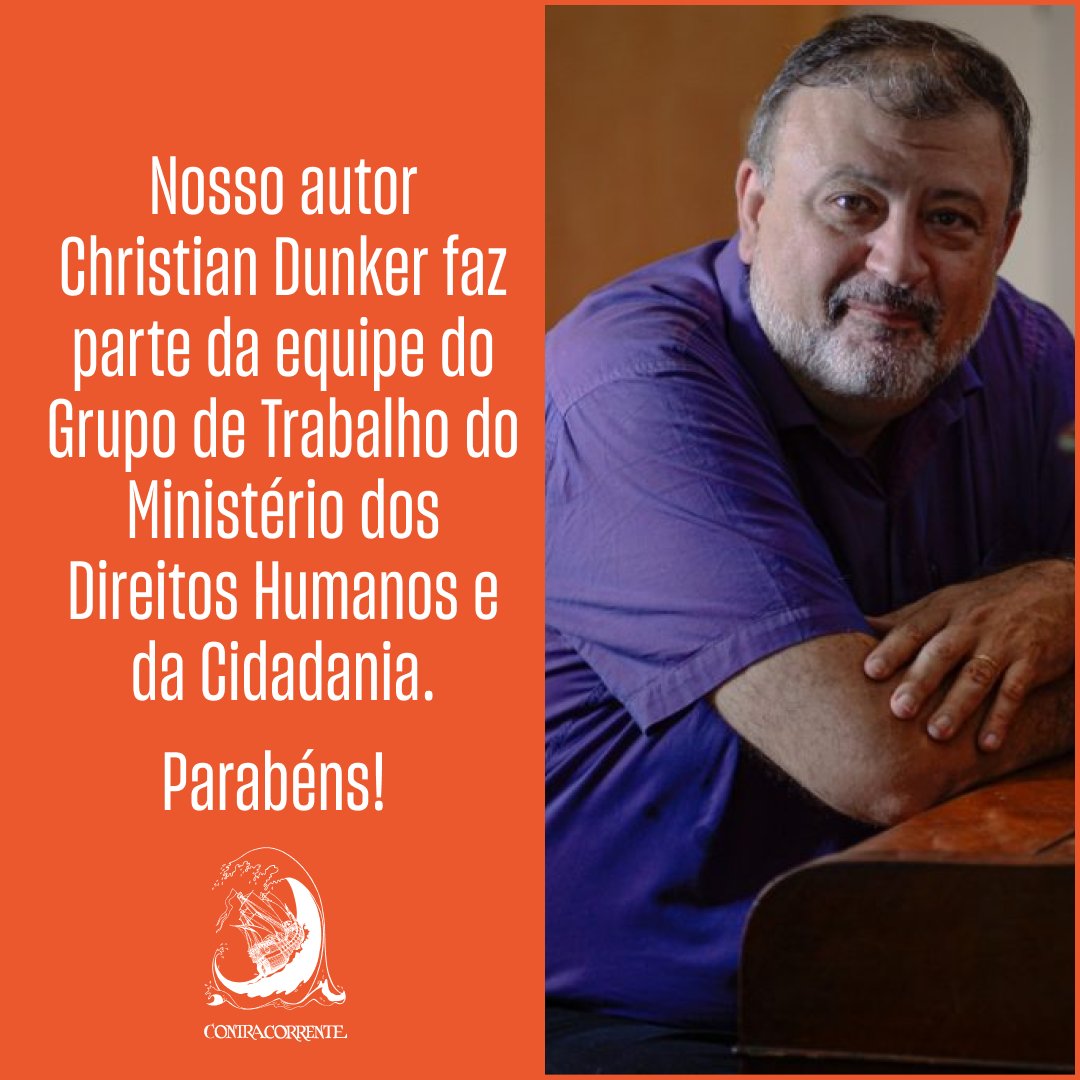 Nosso autor
Christian Dunker faz
parte da equipe do
Grupo de Trabalho do
Ministério dos
Direitos Humanos e
da Cidadania.
Parabéns!
CONTRACORRENTE